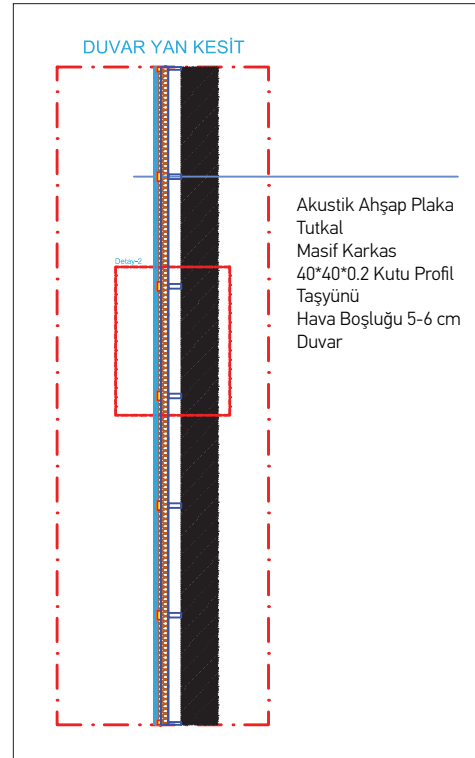 DUVAR YAN KESİT
Akustik Ahşap Plaka
Tutkal
Masif Karkas
Detay-2
40*40*0.2 Kutu Profil
Taşyünü
Hava Boşluğu 5-6 cm
Duvar